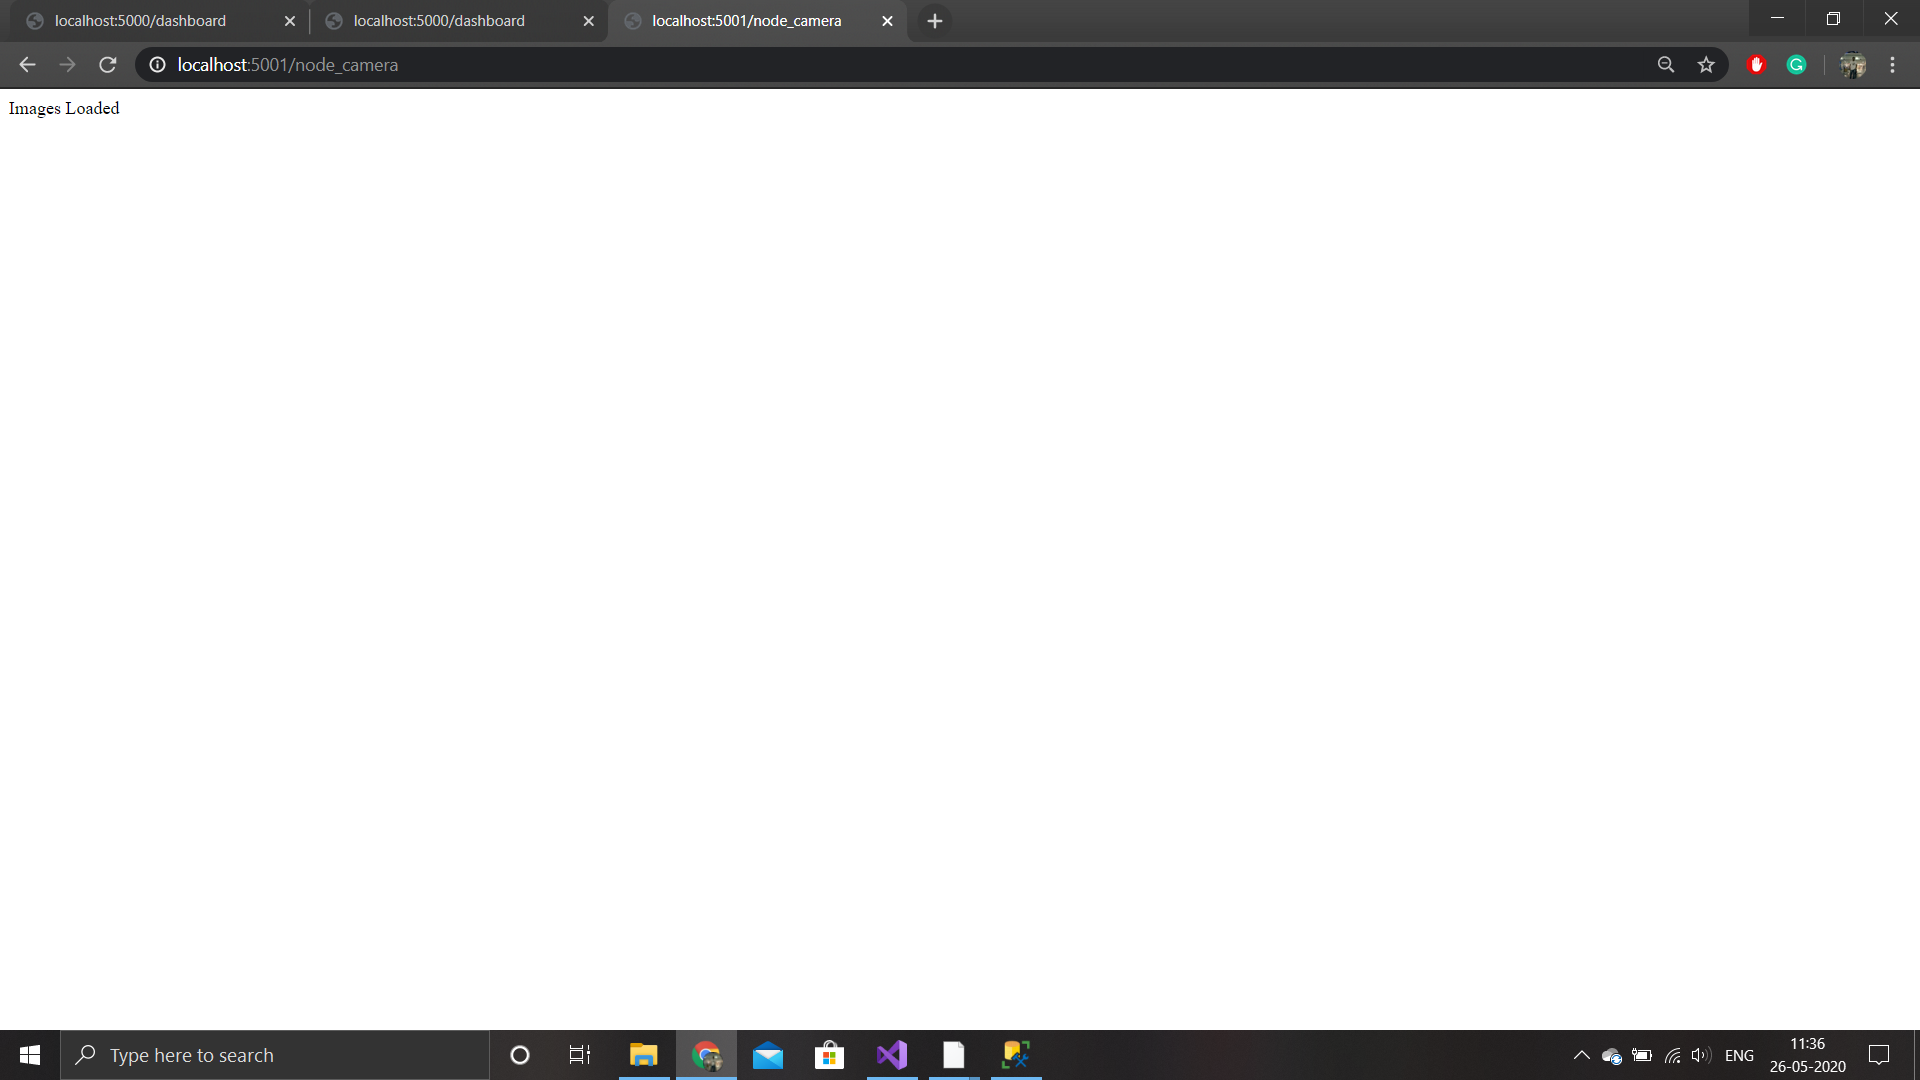 localhost:5000/dashboard
localhost:5000/dashboard
localhost:5001/node_camera
localhost:5001/node_camera
Images Loaded
Type here to search
ENG
11:36
26-05-2020